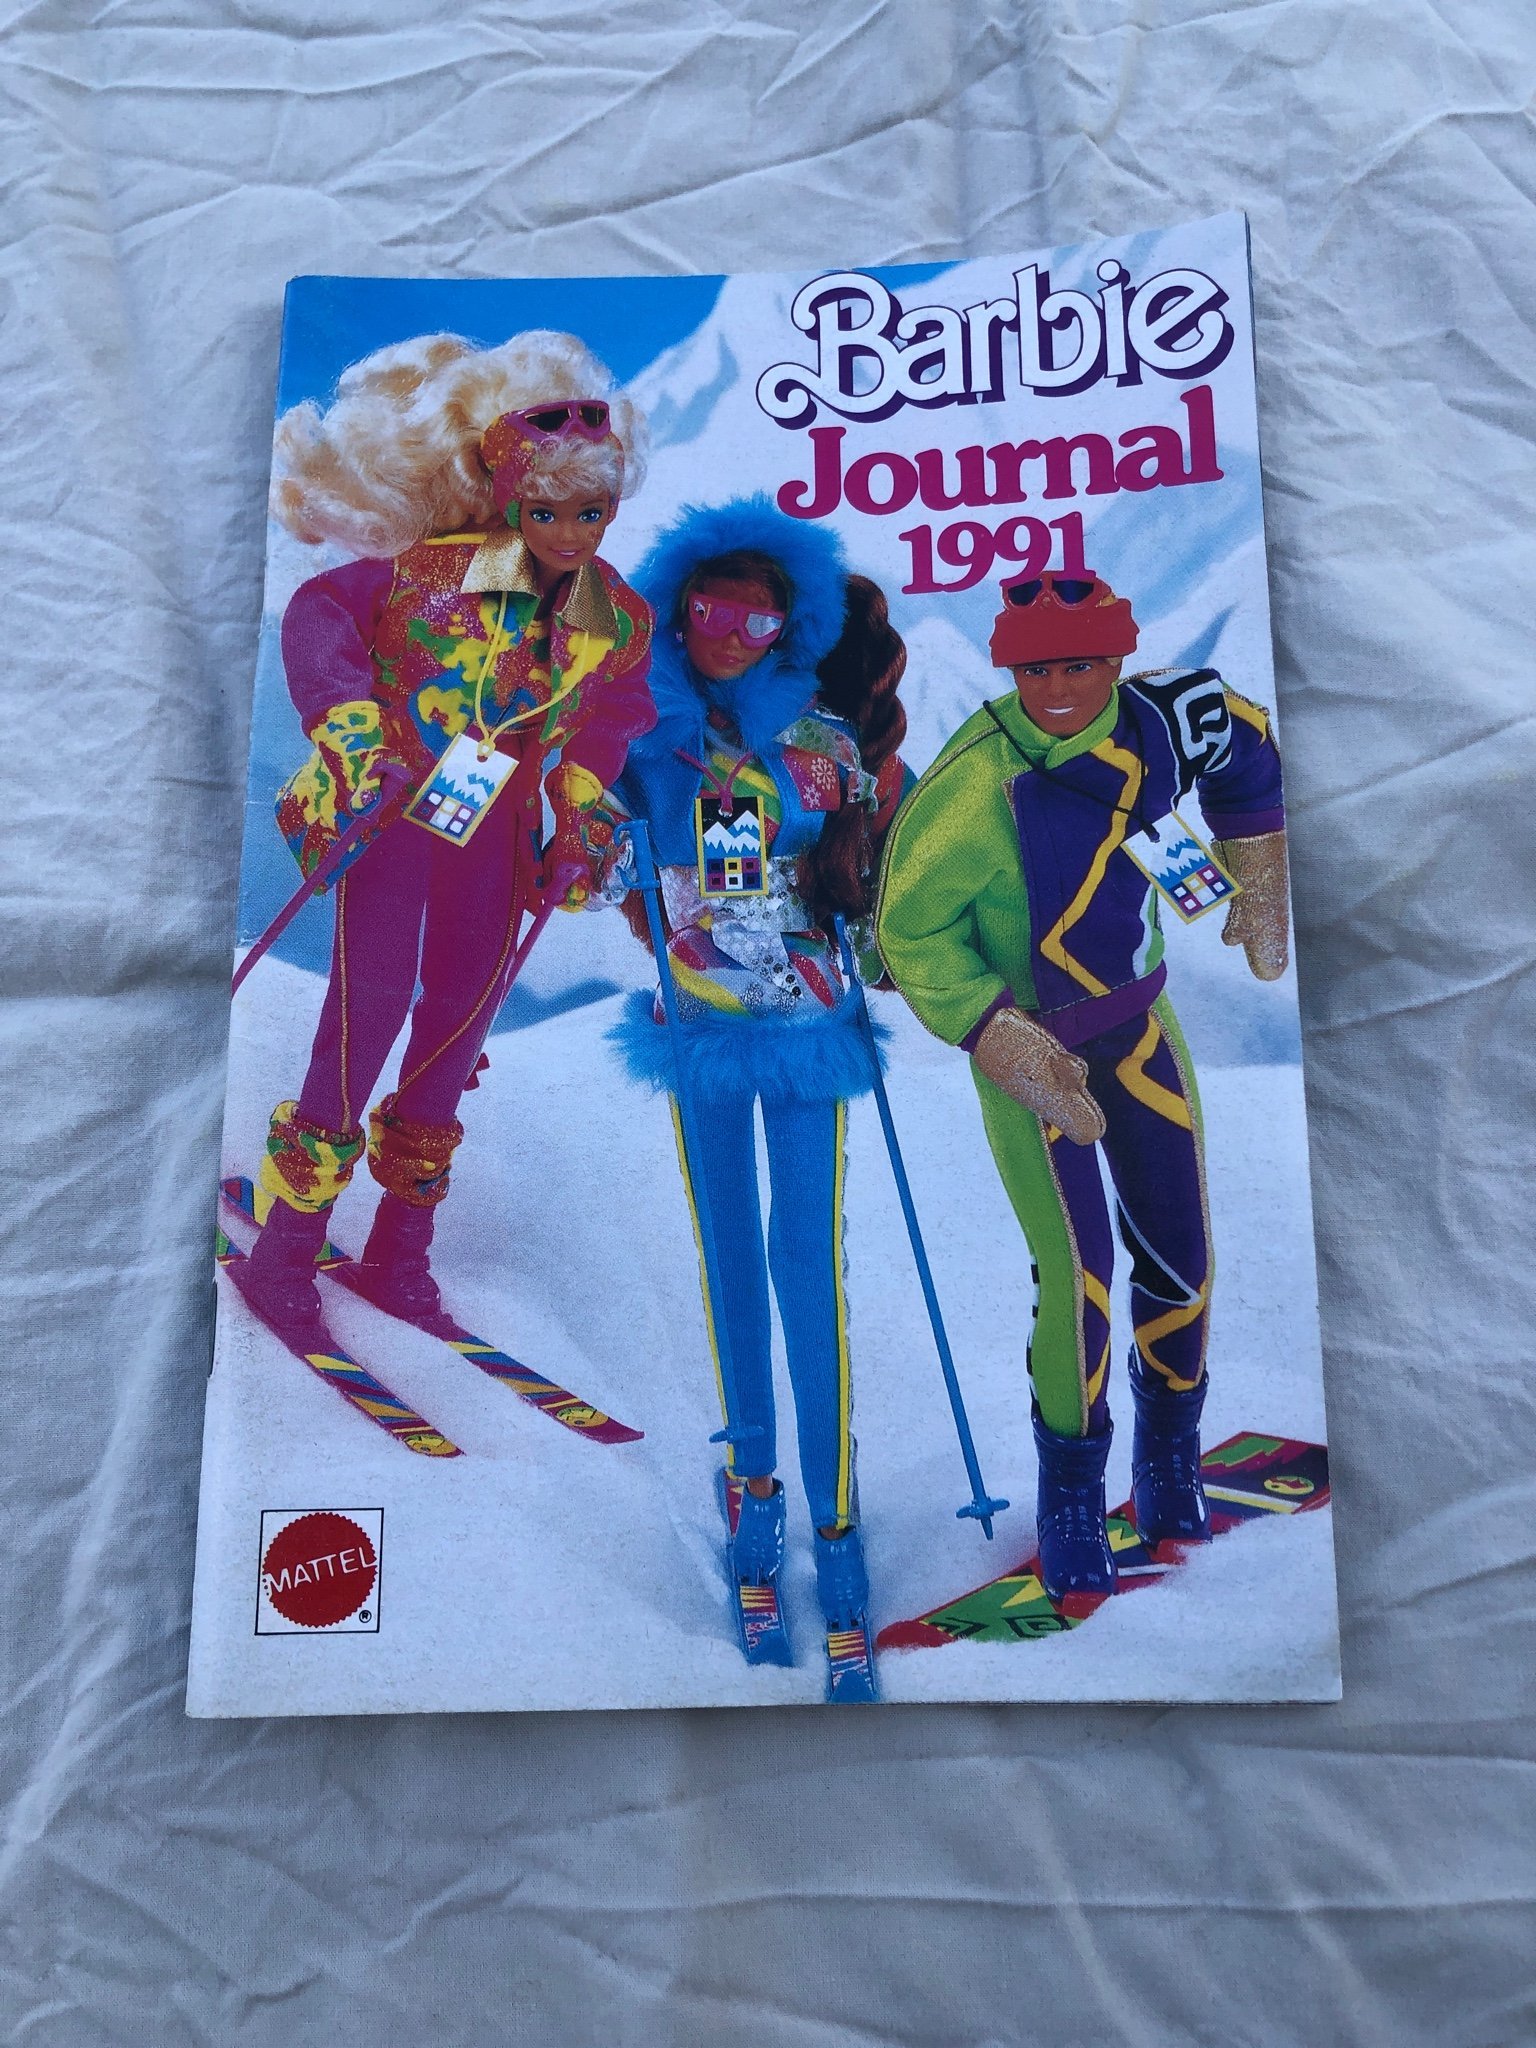 Barbie
Journal
1991
MATTEL
®